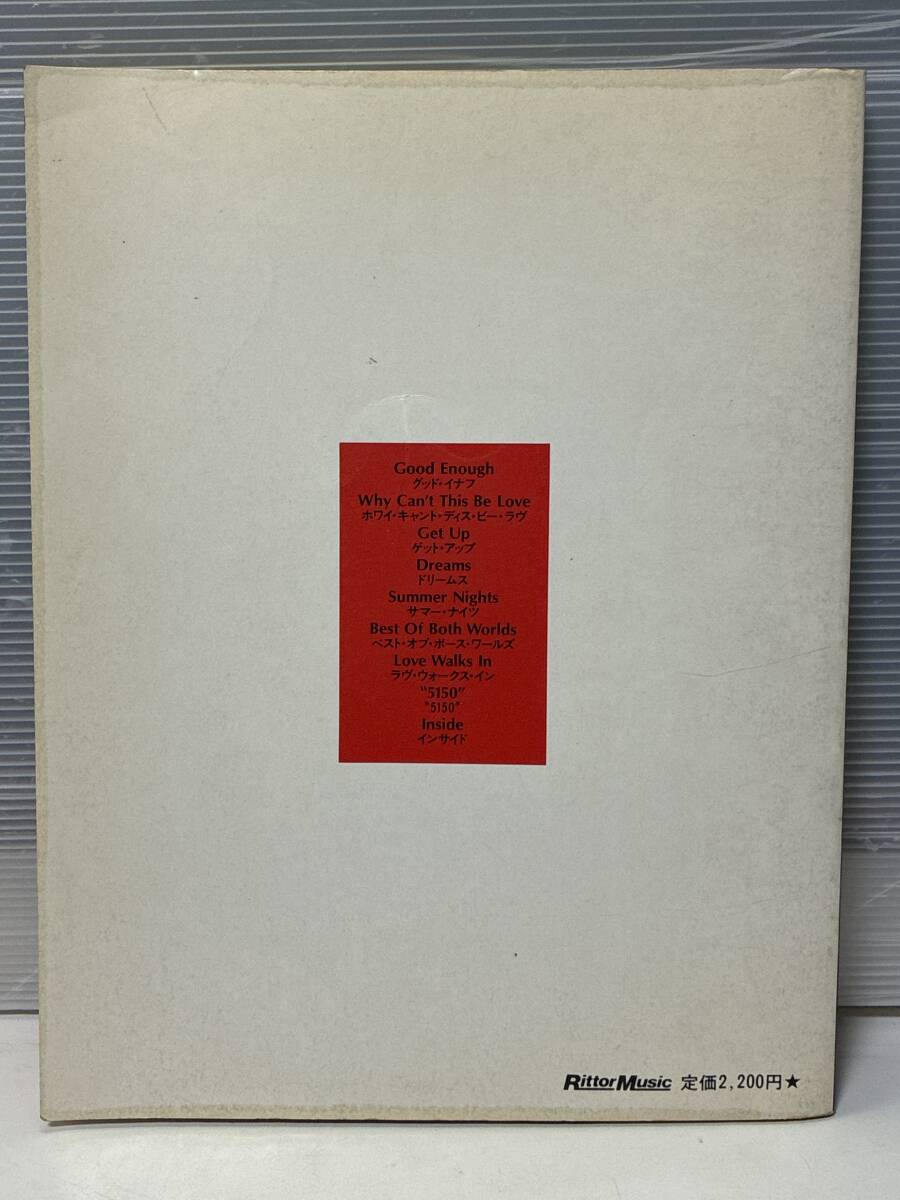 Good Enough
グッド・イナフ
Why Can't This Be Love
ホワイ・キャント・ディス・ビー・ラヴ
Get Up
ゲット・アップ
Dreams
ドリームス
Summer Nights
サマー・ナイツ
Best Of Both Worlds
ベスト・オブ・ボース・ワールズ
Love Walks In
ラヴ・ウォークス・イン
"5150"
"5150"
Inside
インサイド
RittorMusic 定価2,200円★